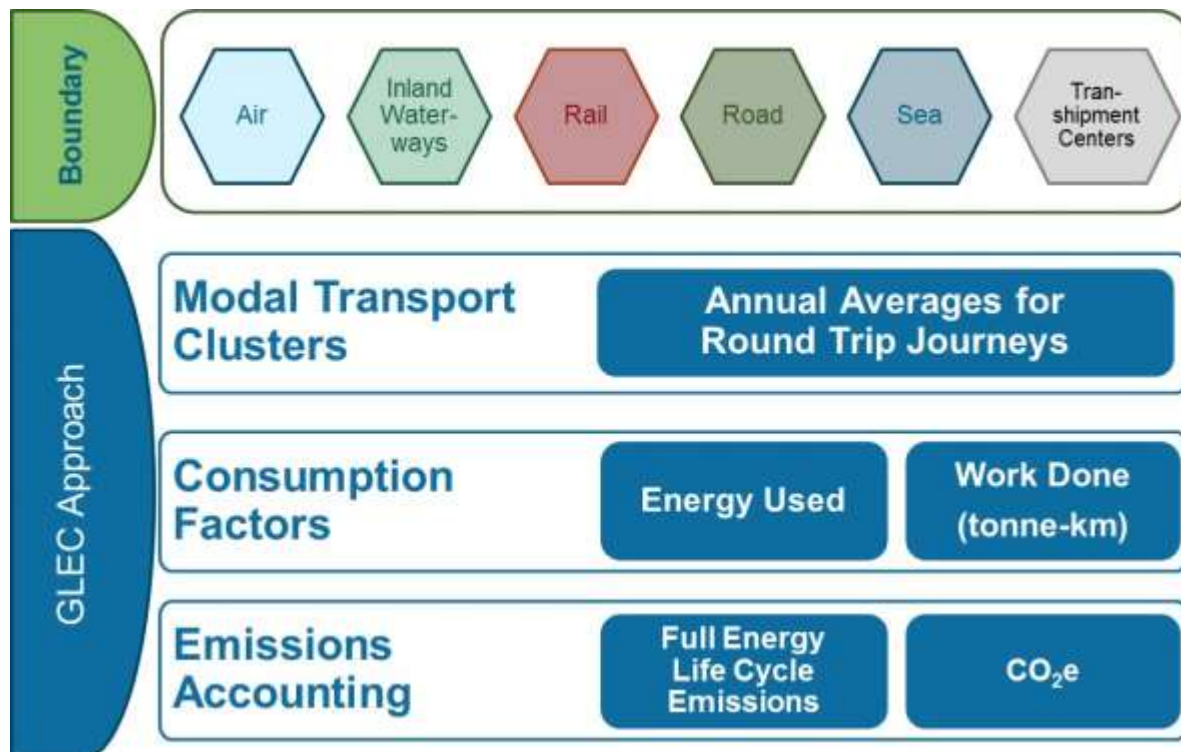 Boundary
Air
Inland
Water-
ways
Rail
Road
Sea
Tran-
shipment
Centers
GLEC Approach
Modal Transport
Clusters
Annual Averages for
Round Trip Journeys
Consumption
Factors
Energy Used
Work Done
(tonne-km)
Emissions
Accounting
Full Energy
Life Cycle
Emissions
CO₂e